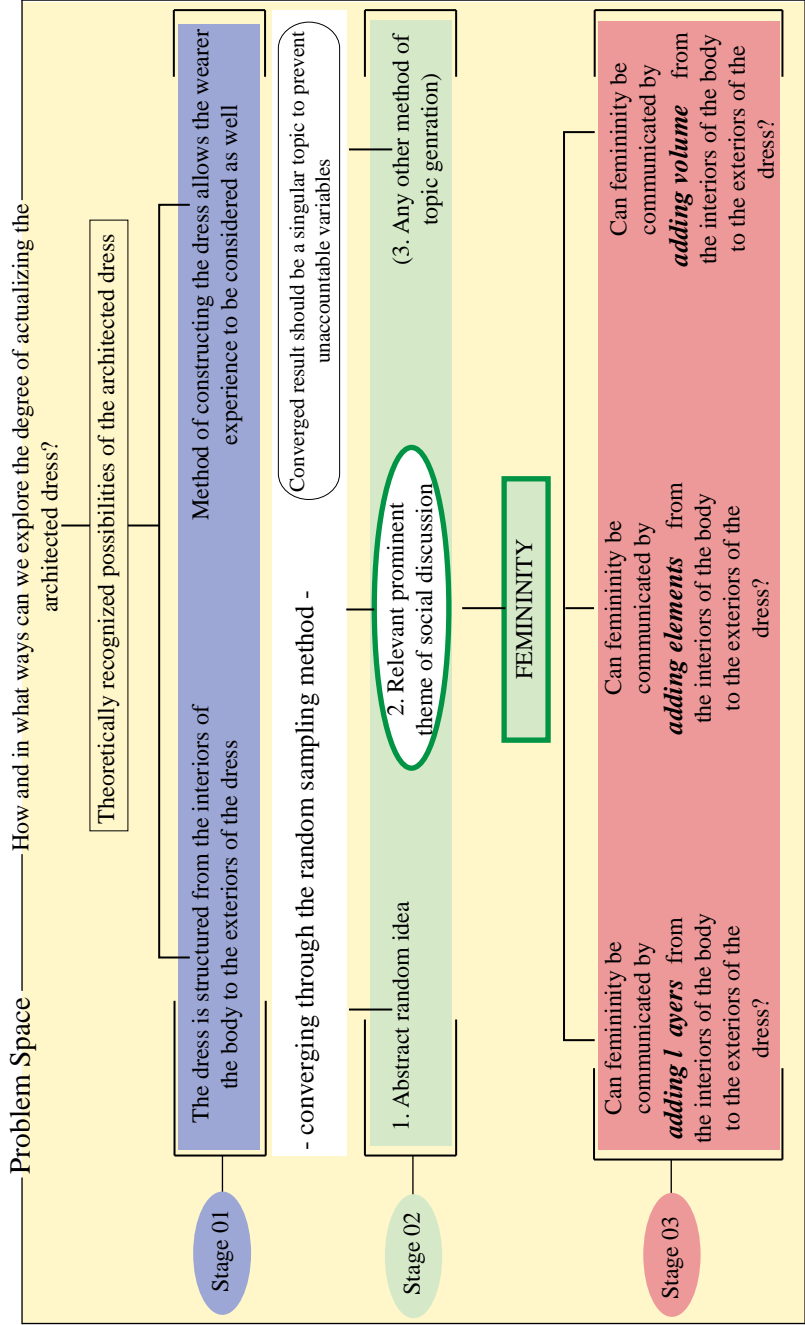 Problem Space
How and in what ways can we explore the degree of actualizing the
architected dress?
Theoretically recognized possibilities of the architected dress
Stage 01
The dress is structured from the interiors of
the body to the exteriors of the dress
Method of constructing the dress allows the wearer
experience to be considered as well
- converging through the random sampling method -
Converged result should be a singular topic to prevent
unaccountable variables
Stage 02
1. Abstract random idea
2. Relevant prominent
theme of social discussion
(3. Any other method of
topic genration)
FEMININITY
Stage 03
Can femininity be
communicated by
adding l ayers from
the interiors of the body
to the exteriors of the
dress?
Can femininity be
communicated by
adding elements from
the interiors of the body
to the exteriors of the
dress?
Can femininity be
communicated by
adding volume from
the interiors of the body
to the exteriors of the
dress?